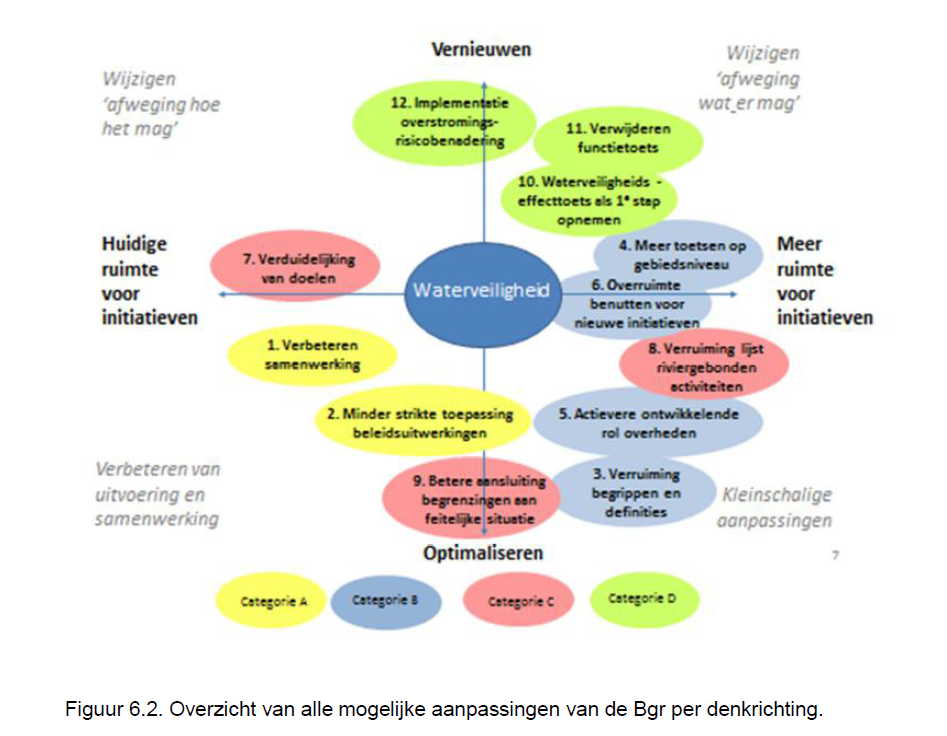 Vernieuwen
Wijzigen
‘afweging hoe
het mag’
Wijzigen
‘afweging
wat_er mag’
12. Implementatie
overstromings-
risicobenadering
11. Verwijderen
functietoets
10. Waterveiligheids -
effecttoets als 1e stap
opnemen
Huidige
ruimte
voor
initiatieven
7. Verduidelijking
van doelen
Waterveiligheid
4. Meer toetsen op
gebiedsniveau
6. Overruimte
benutten voor
nieuwe initiatieven
Meer
ruimte
voor
initiatieven
1. Verbeteren
samenwerking
8. Verruiming lijst
riviergebonden
activiteiten
2. Minder strikte toepassing
beleidsuitwerkingen
5. Actievere ontwikkelende
rol overheden
Verbeteren van
uitvoering en
samenwerking
9. Betere aansluiting
begrenzingen aan
feitelijke situatie
3. Verruiming
begrippen en
definities
Kleinschalige
aanpassingen
Optimaliseren
7
Categorie A
Categorie B
Categorie C
Categorie D
Figuur 6.2. Overzicht van alle mogelijke aanpassingen van de Bgr per denkrichting.